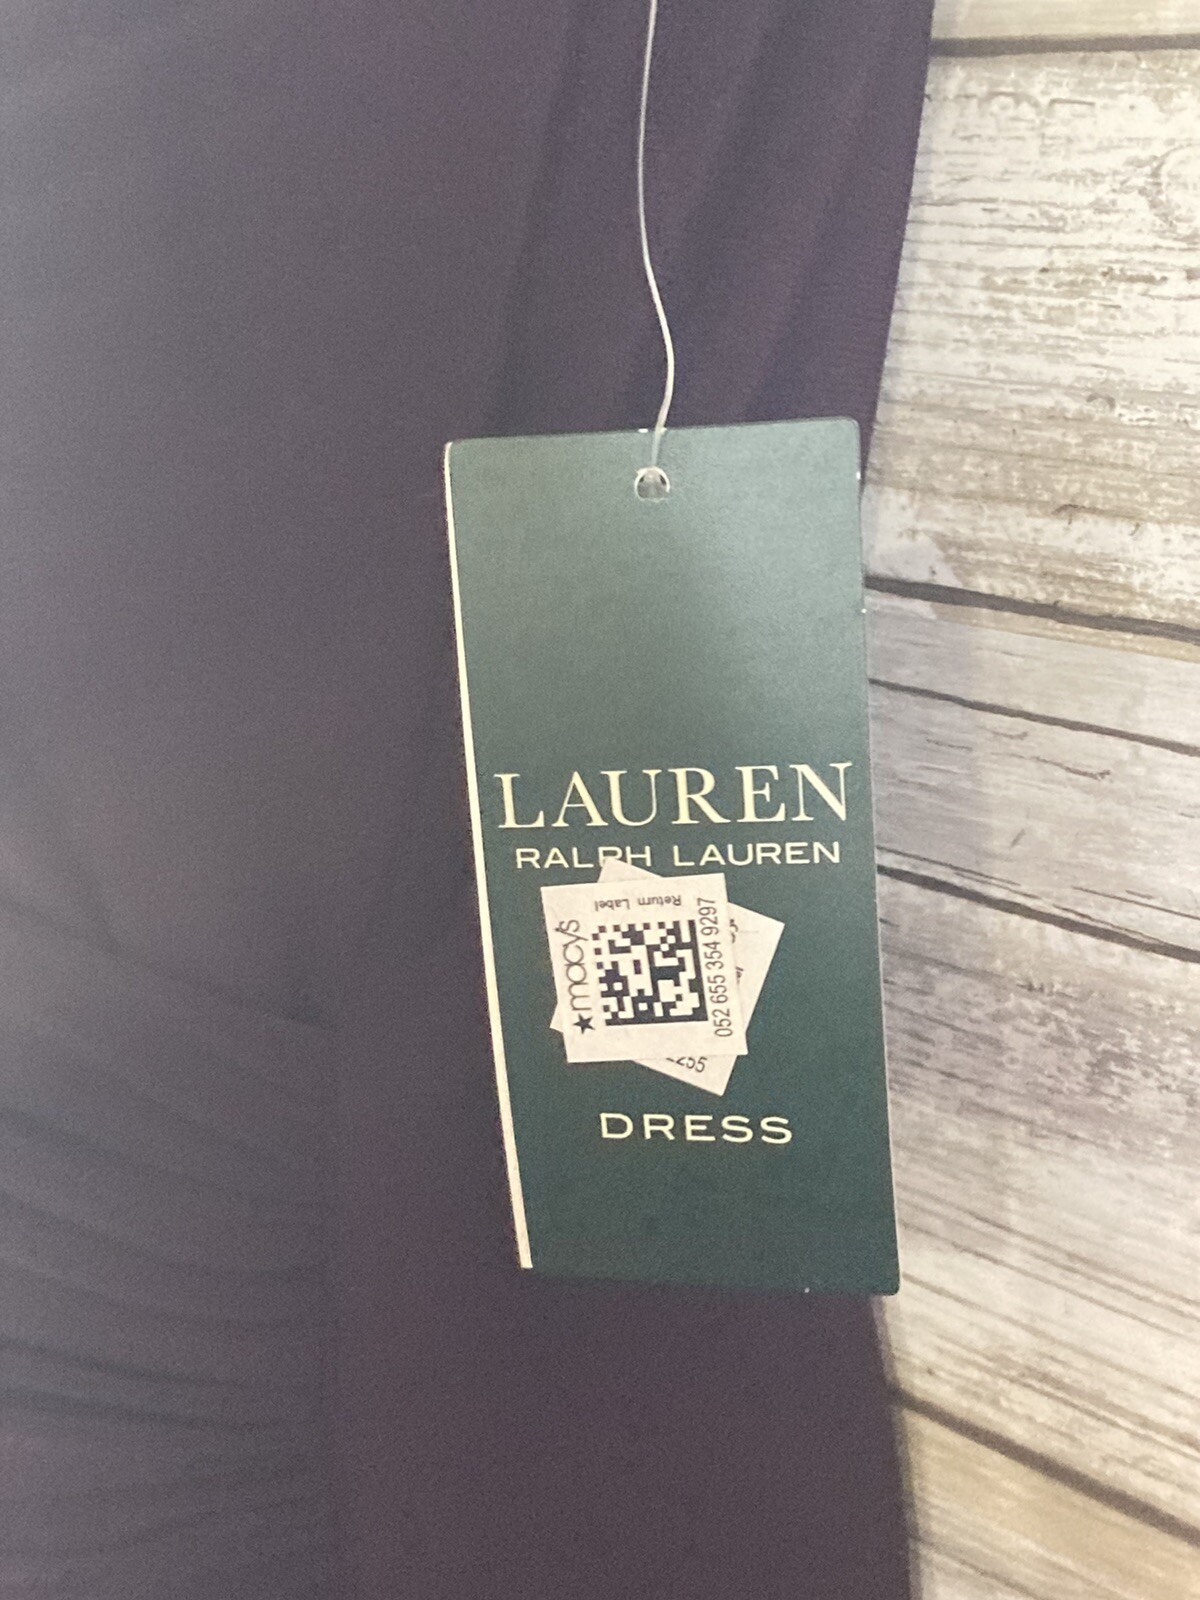 LAUREN
RALPH LAUREN
Return Label
★macy's
052 655 354 9297
DRESS